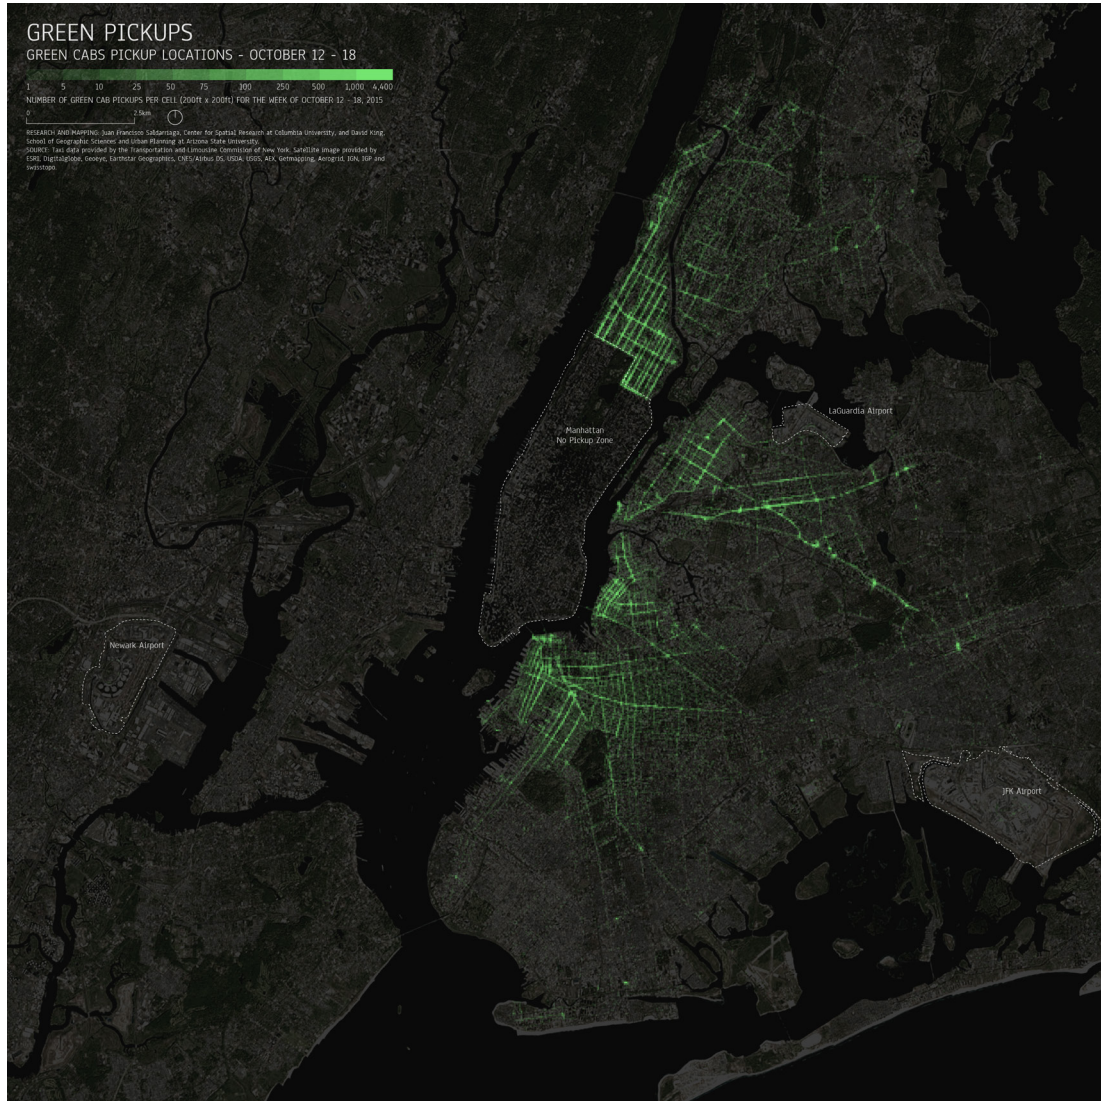 GREEN PICKUPS
GREEN CABS PICKUP LOCATIONS - OCTOBER 12 - 18
1 5 10 25 50 75 100 250 500 1,000 4,400
NUMBER OF GREEN CAB PICKUPS PER CELL (200ft x 200ft) FOR THE WEEK OF OCTOBER 12 - 18, 2015
0 2.5km
RESEARCH AND MAPPING: Juan Francisco Saldarriaga, Center for Spatial Research at Columbia University, and David King,
School of Geographic Sciences and Urban Planning at Arizona State University.
SOURCE: Taxi data provided by the Transportation and Limousine Commision of New York. Satellite image provided by
ESRI, Digitalglobe, Geoeye, Earthstar Geographics, CNES/Airbus DS, USDA, USGS, AEX, Getmapping, Aerogrid, IGN, IGP and
swisstopo.
LaGuardia Airport
Manhattan
No Pickup Zone
Newark Airport
JFK Airport